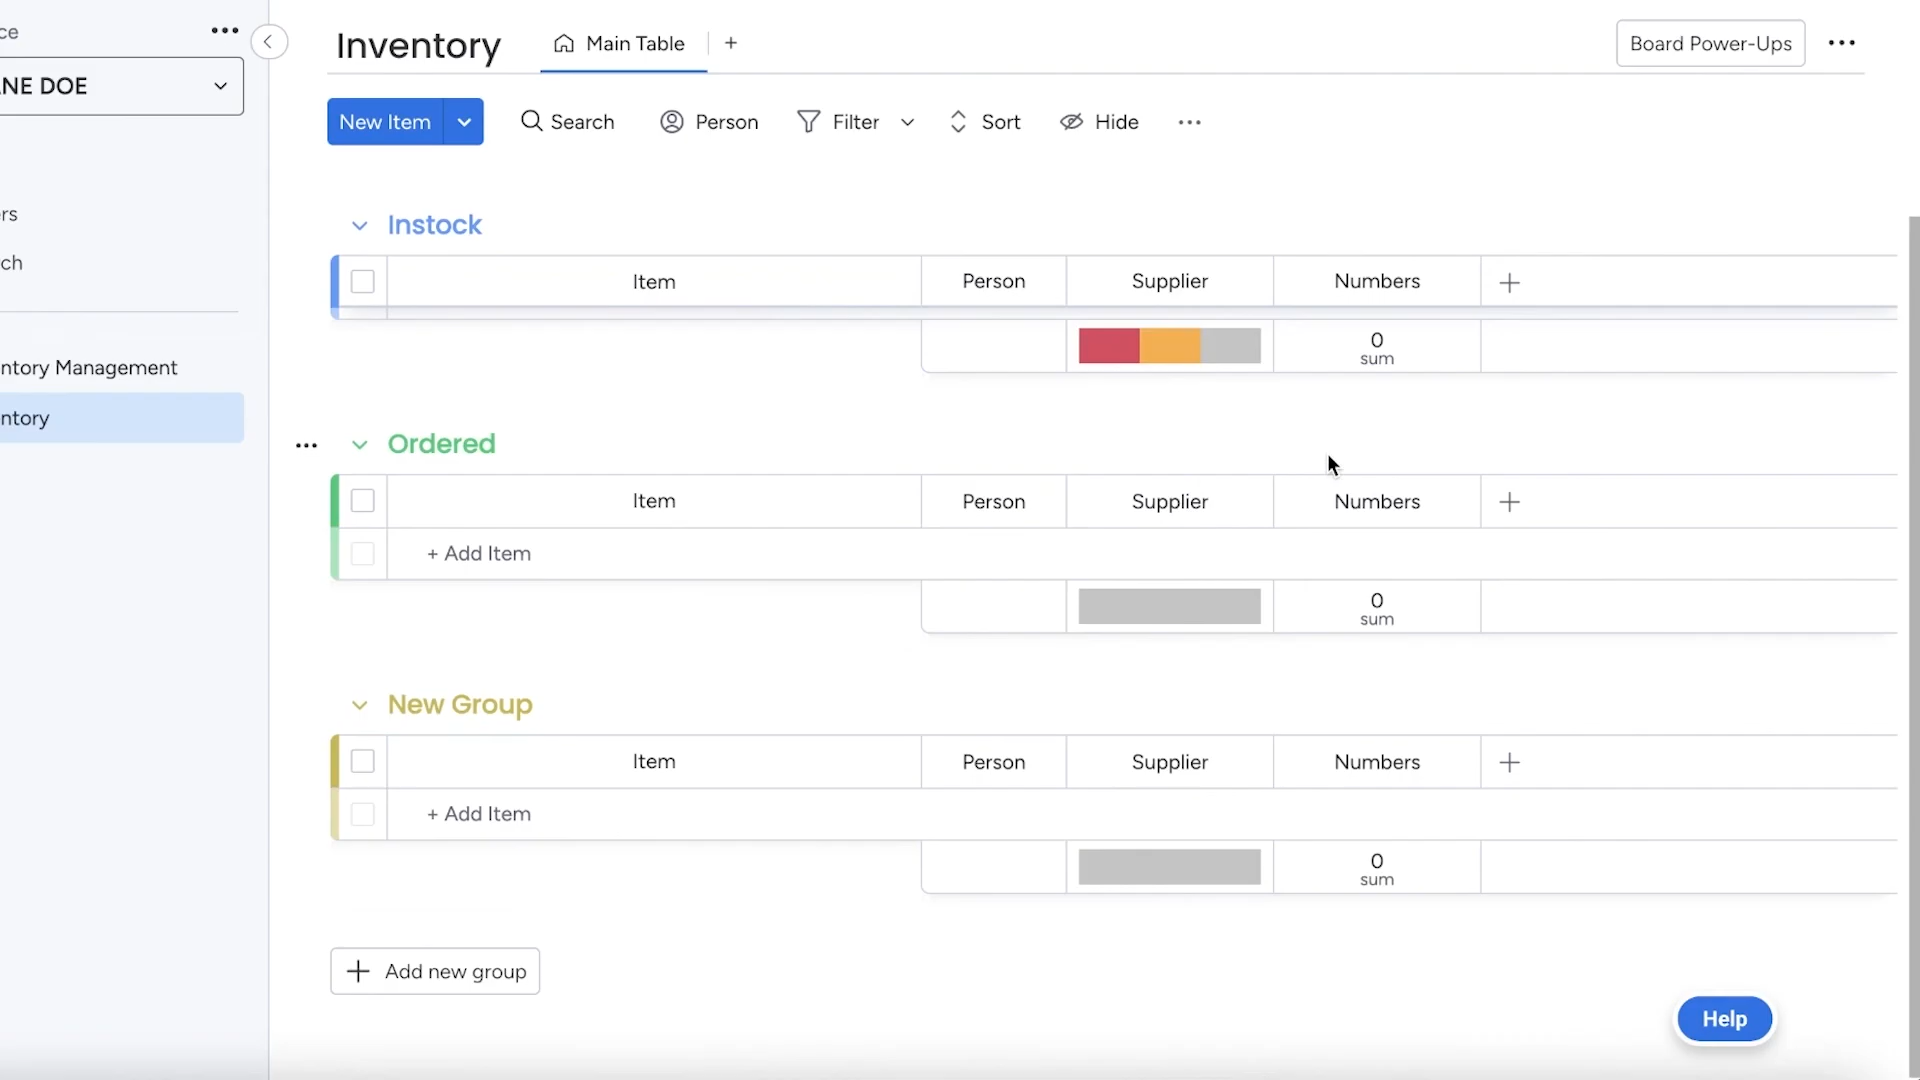 ce
Inventory
Main Table
Board Power-Ups
NE DOE
New Item
Search
Person
Filter
Sort
Hide
rs
ch
Instock
Item Person Supplier Numbers
0
sum
ntory Management
ntory
Ordered
Item Person Supplier Numbers
+ Add Item
0
sum
New Group
Item Person Supplier Numbers
+ Add Item
0
sum
+ Add new group
Help